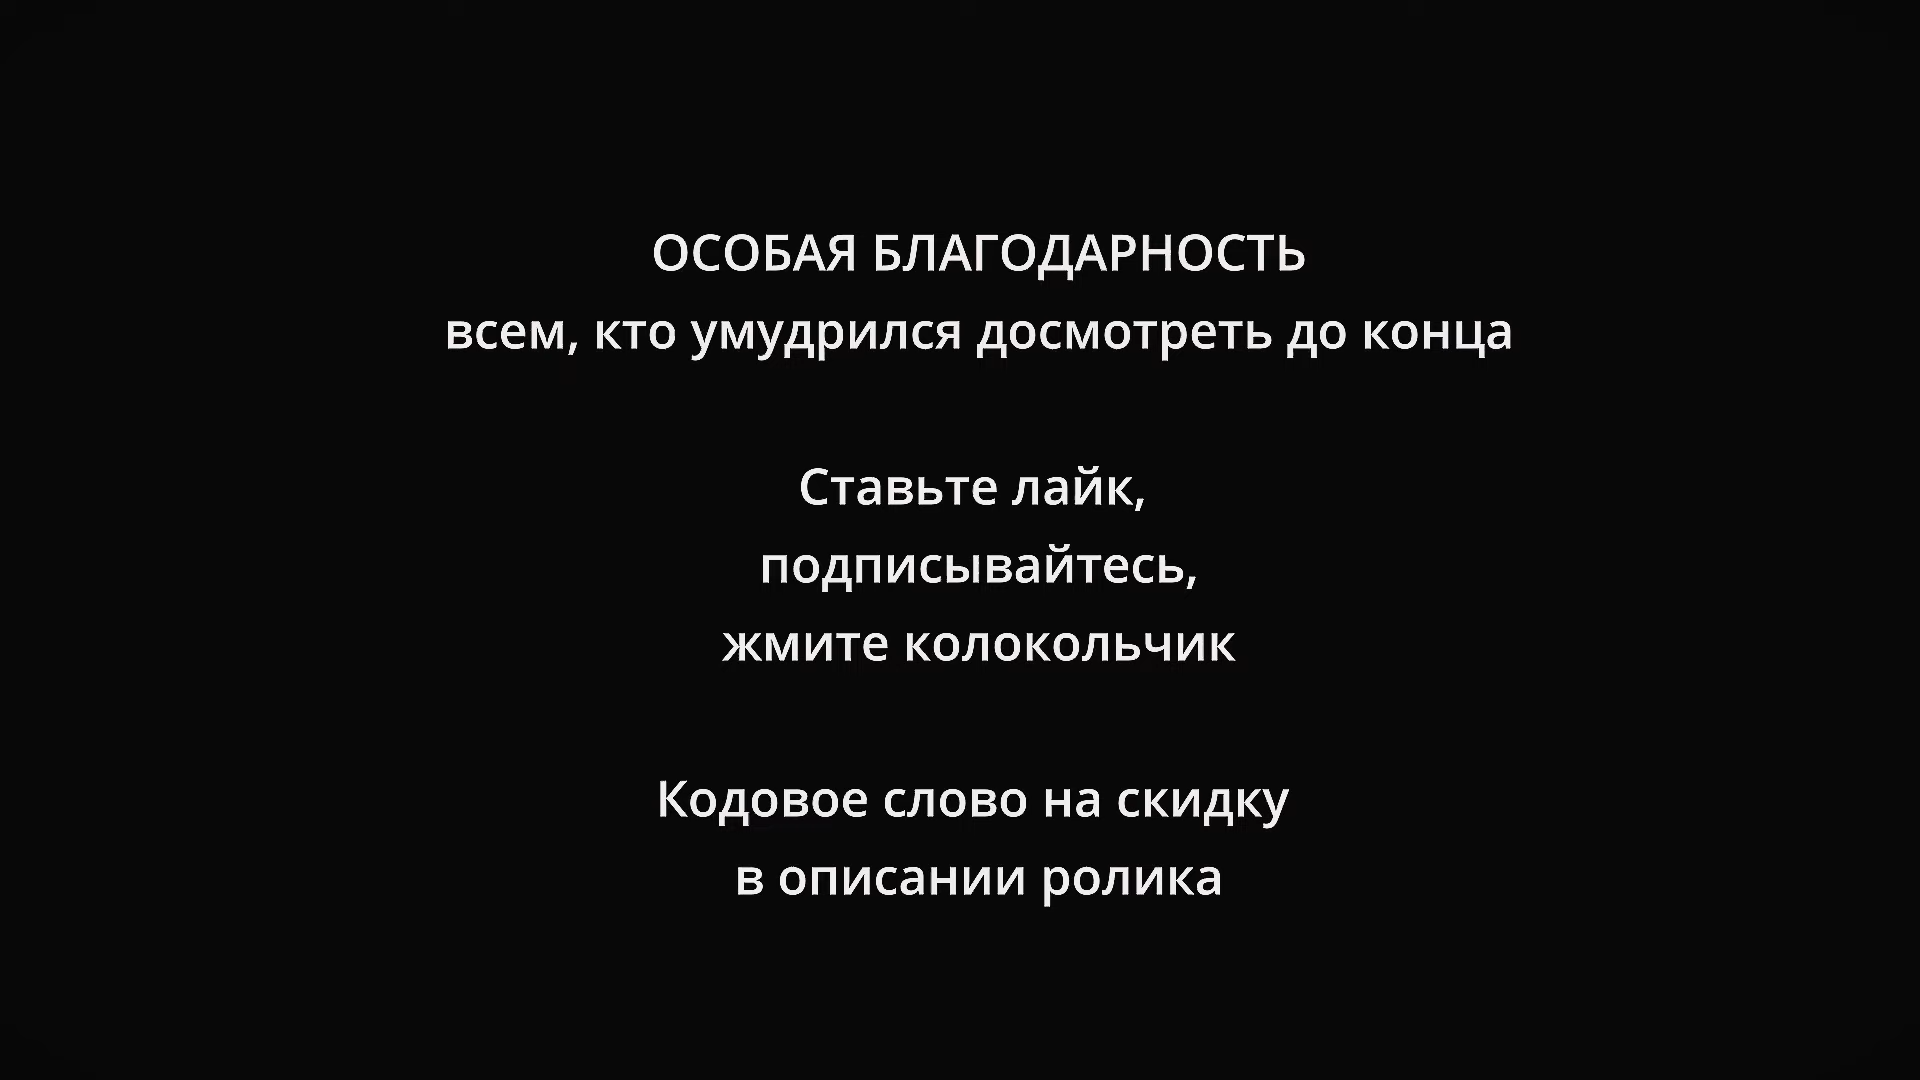 ОСОБАЯ БЛАГОДАРНОСТЬ
всем, кто умудрился досмотреть до конца
Ставьте лайк,
подписывайтесь,
жмите колокольчик
Кодовое слово на скидку
в описании ролика